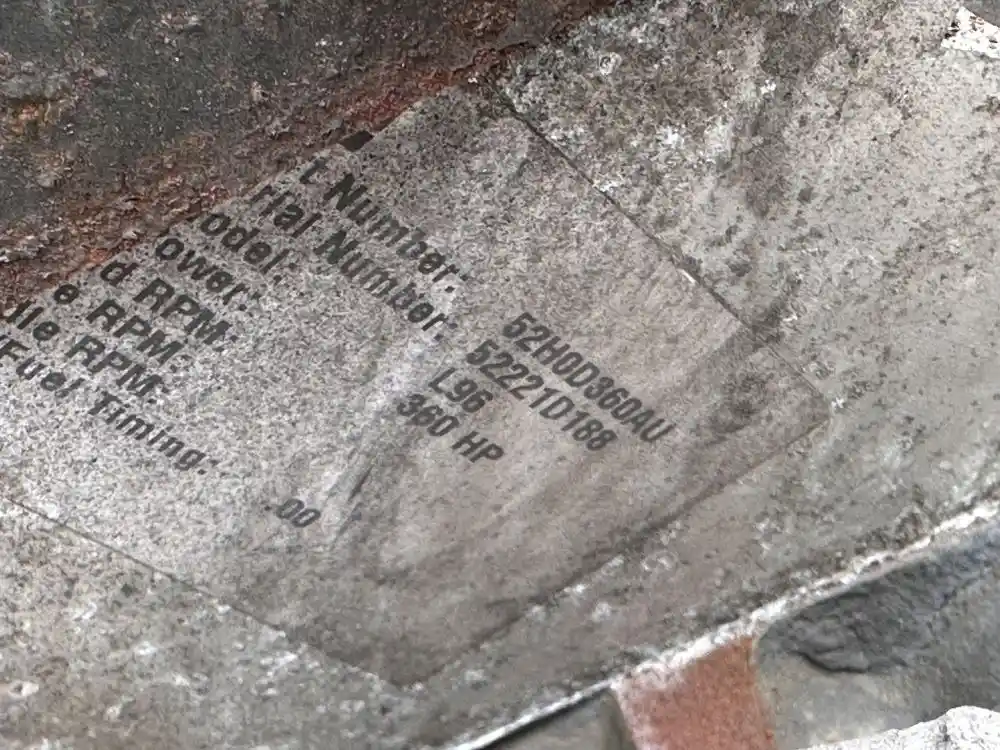 t Number: 52H0D360AU
rial Number: 52221D188
odel: L96
ower: 360 HP
d RPM:
e RPM:
dle RPM:
/Fuel Timing:
.00